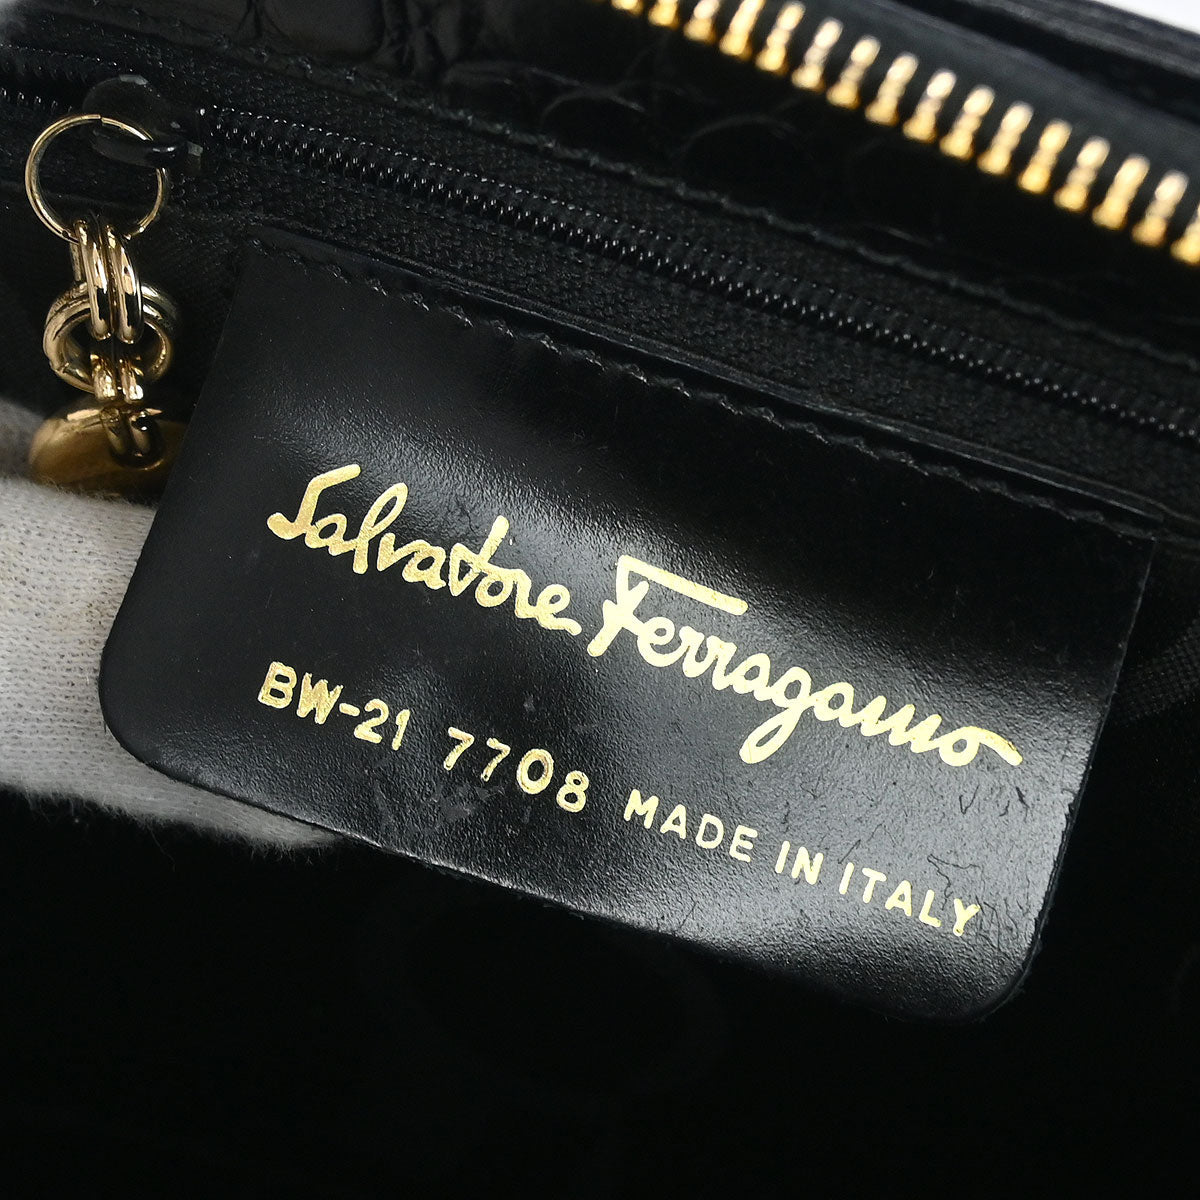 Salvatore Ferragamo
BW-21 7708 MADE IN ITALY